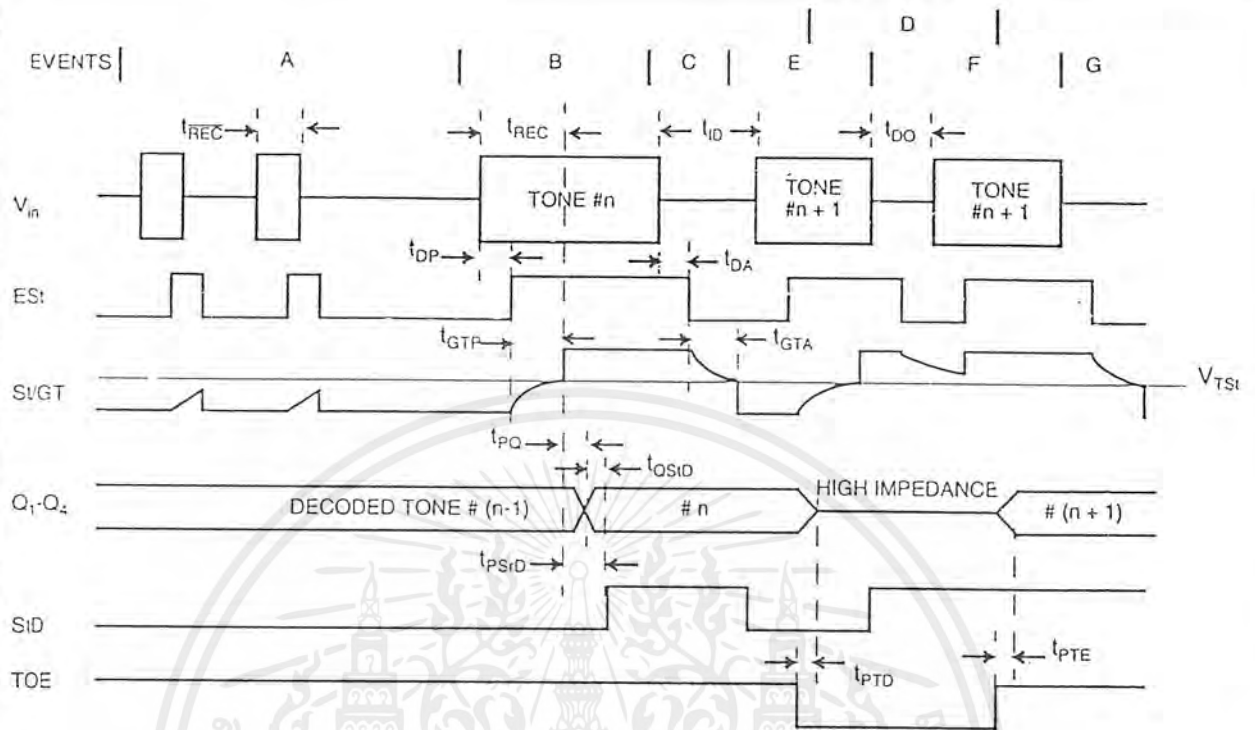 D
EVENTS A B C E F G
tREC tREC tID tDO
Vin TONE #n TONE #n + 1 TONE #n + 1
tDP tDA
ESt
tGTP tGTA
St/GT VTSt
tPQ tQStD
Q1-Q4 DECODED TONE # (n-1) # n HIGH IMPEDANCE # (n + 1)
tPSrD
StD
tPTD tPTE
TOE